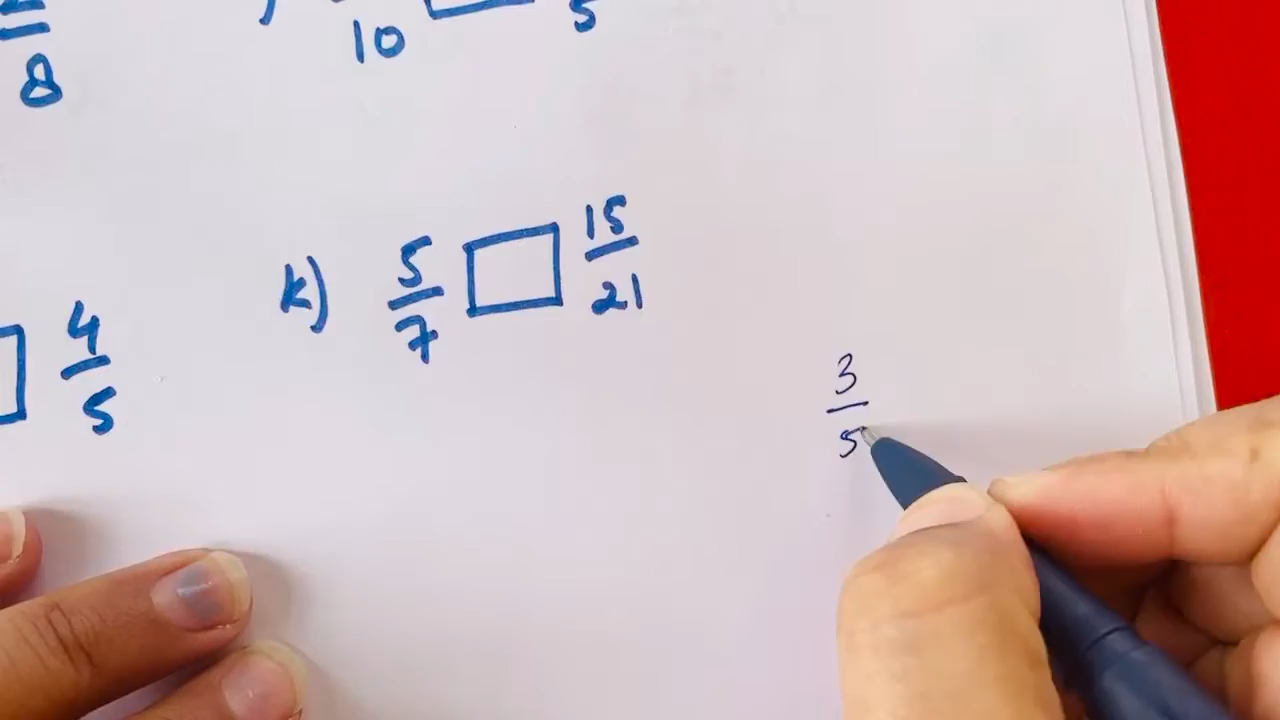 8
10 □ 5
k) 5/7 □ 15/21
□ 4/5
3/5